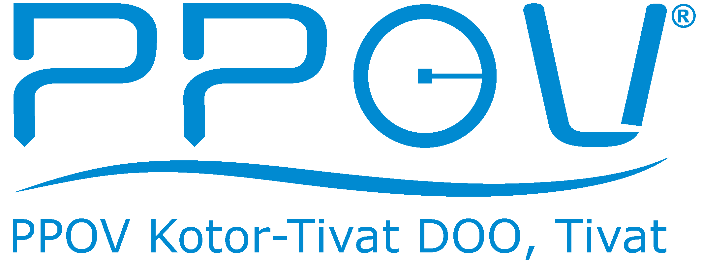 PPOV®
PPOV Kotor-Tivat DOO, Tivat